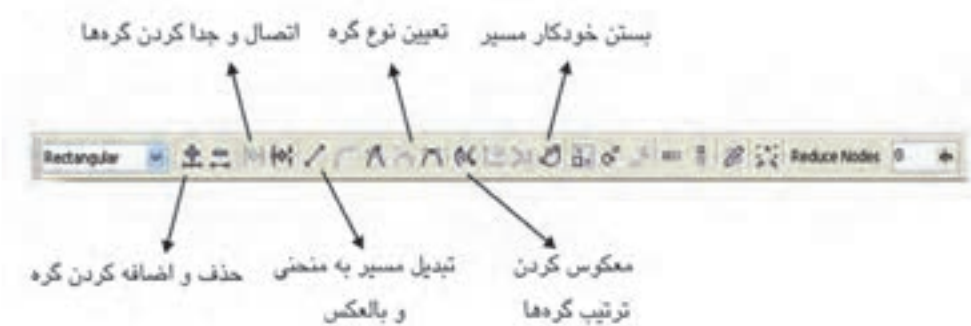 بستن خودکار مسیر
تعیین نوع گره
اتصال و جدا کردن گره‌ها
Rectangular
Reduce Nodes 0
معکوس کردن
ترتیب گره‌ها
تبدیل مسیر به منحنی
و بالعکس
حذف و اضافه کردن گره